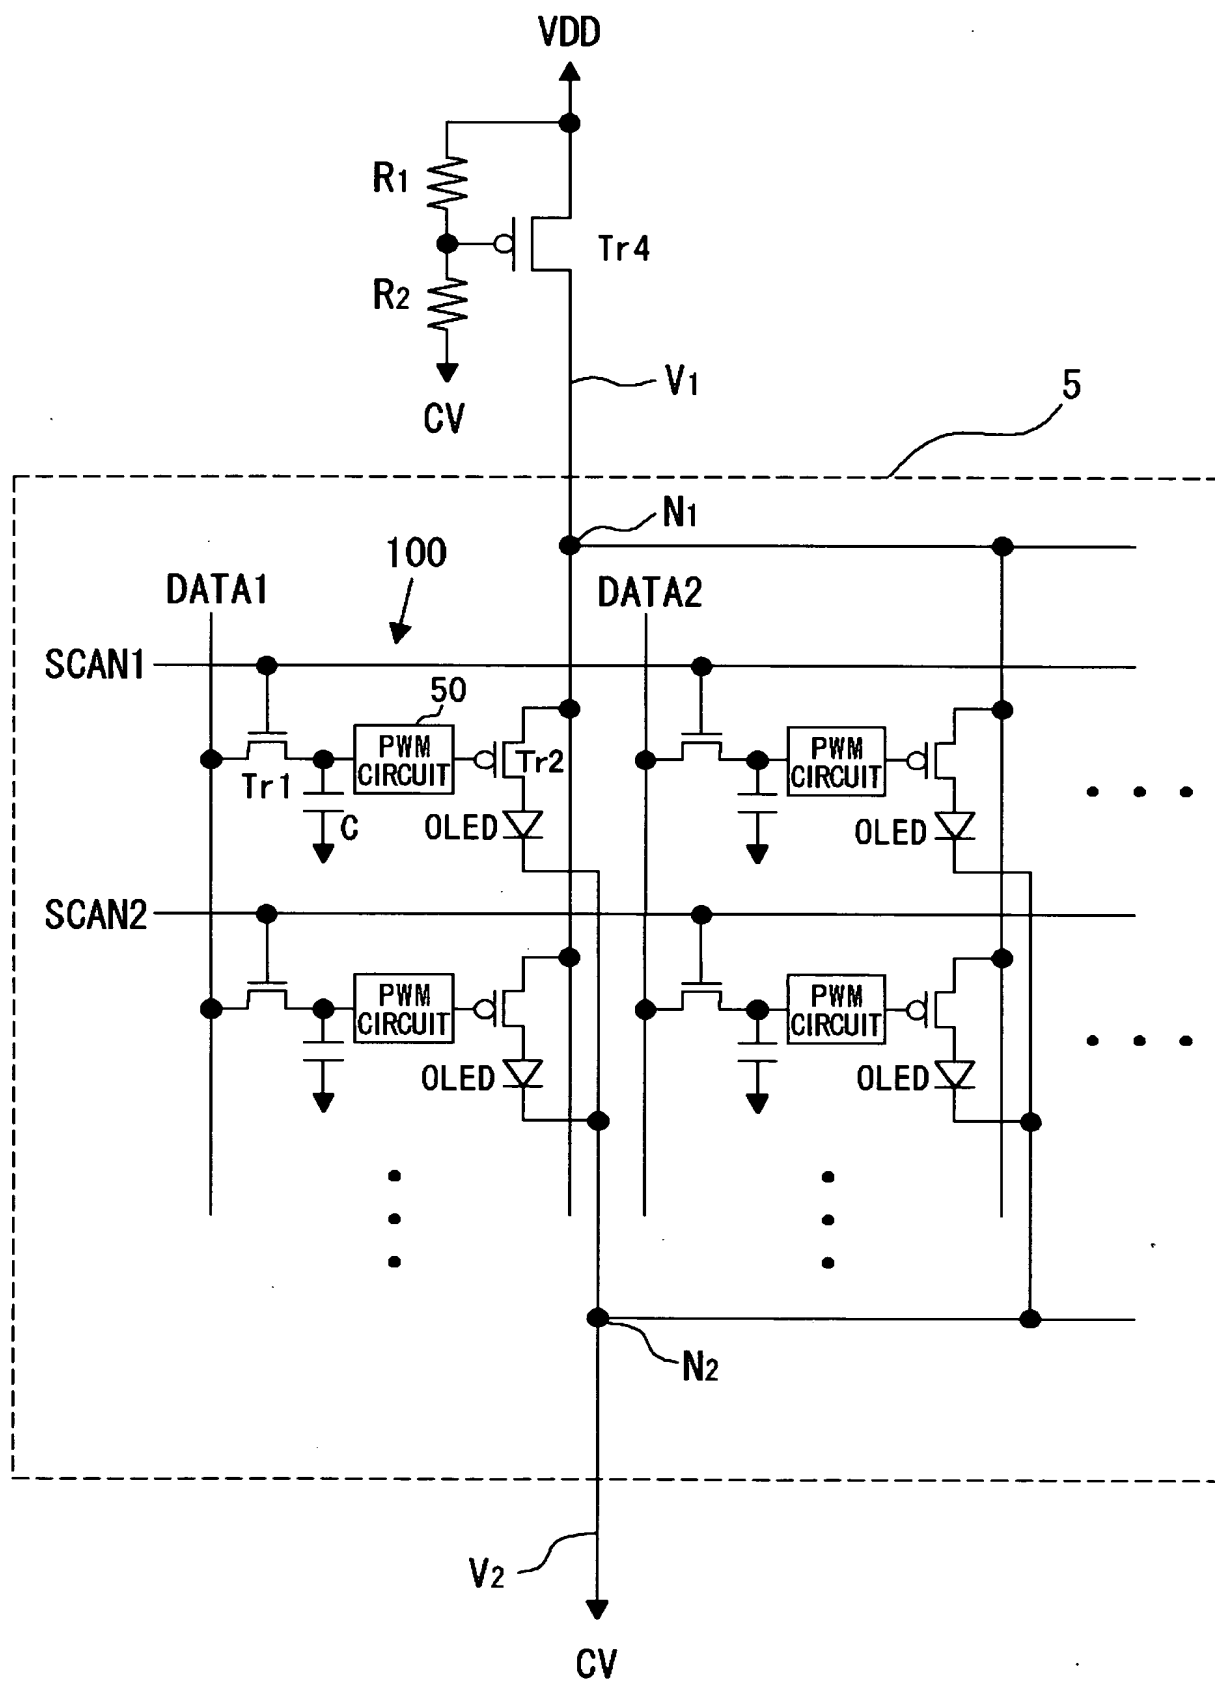 VDD
R1
Tr4
R2
V1
CV
5
N1
100
DATA1
DATA2
SCAN1
50
PWM
CIRCUIT
Tr2
PWM
CIRCUIT
Tr1
C
OLED
OLED
SCAN2
PWM
CIRCUIT
PWM
CIRCUIT
OLED
OLED
N2
V2
CV